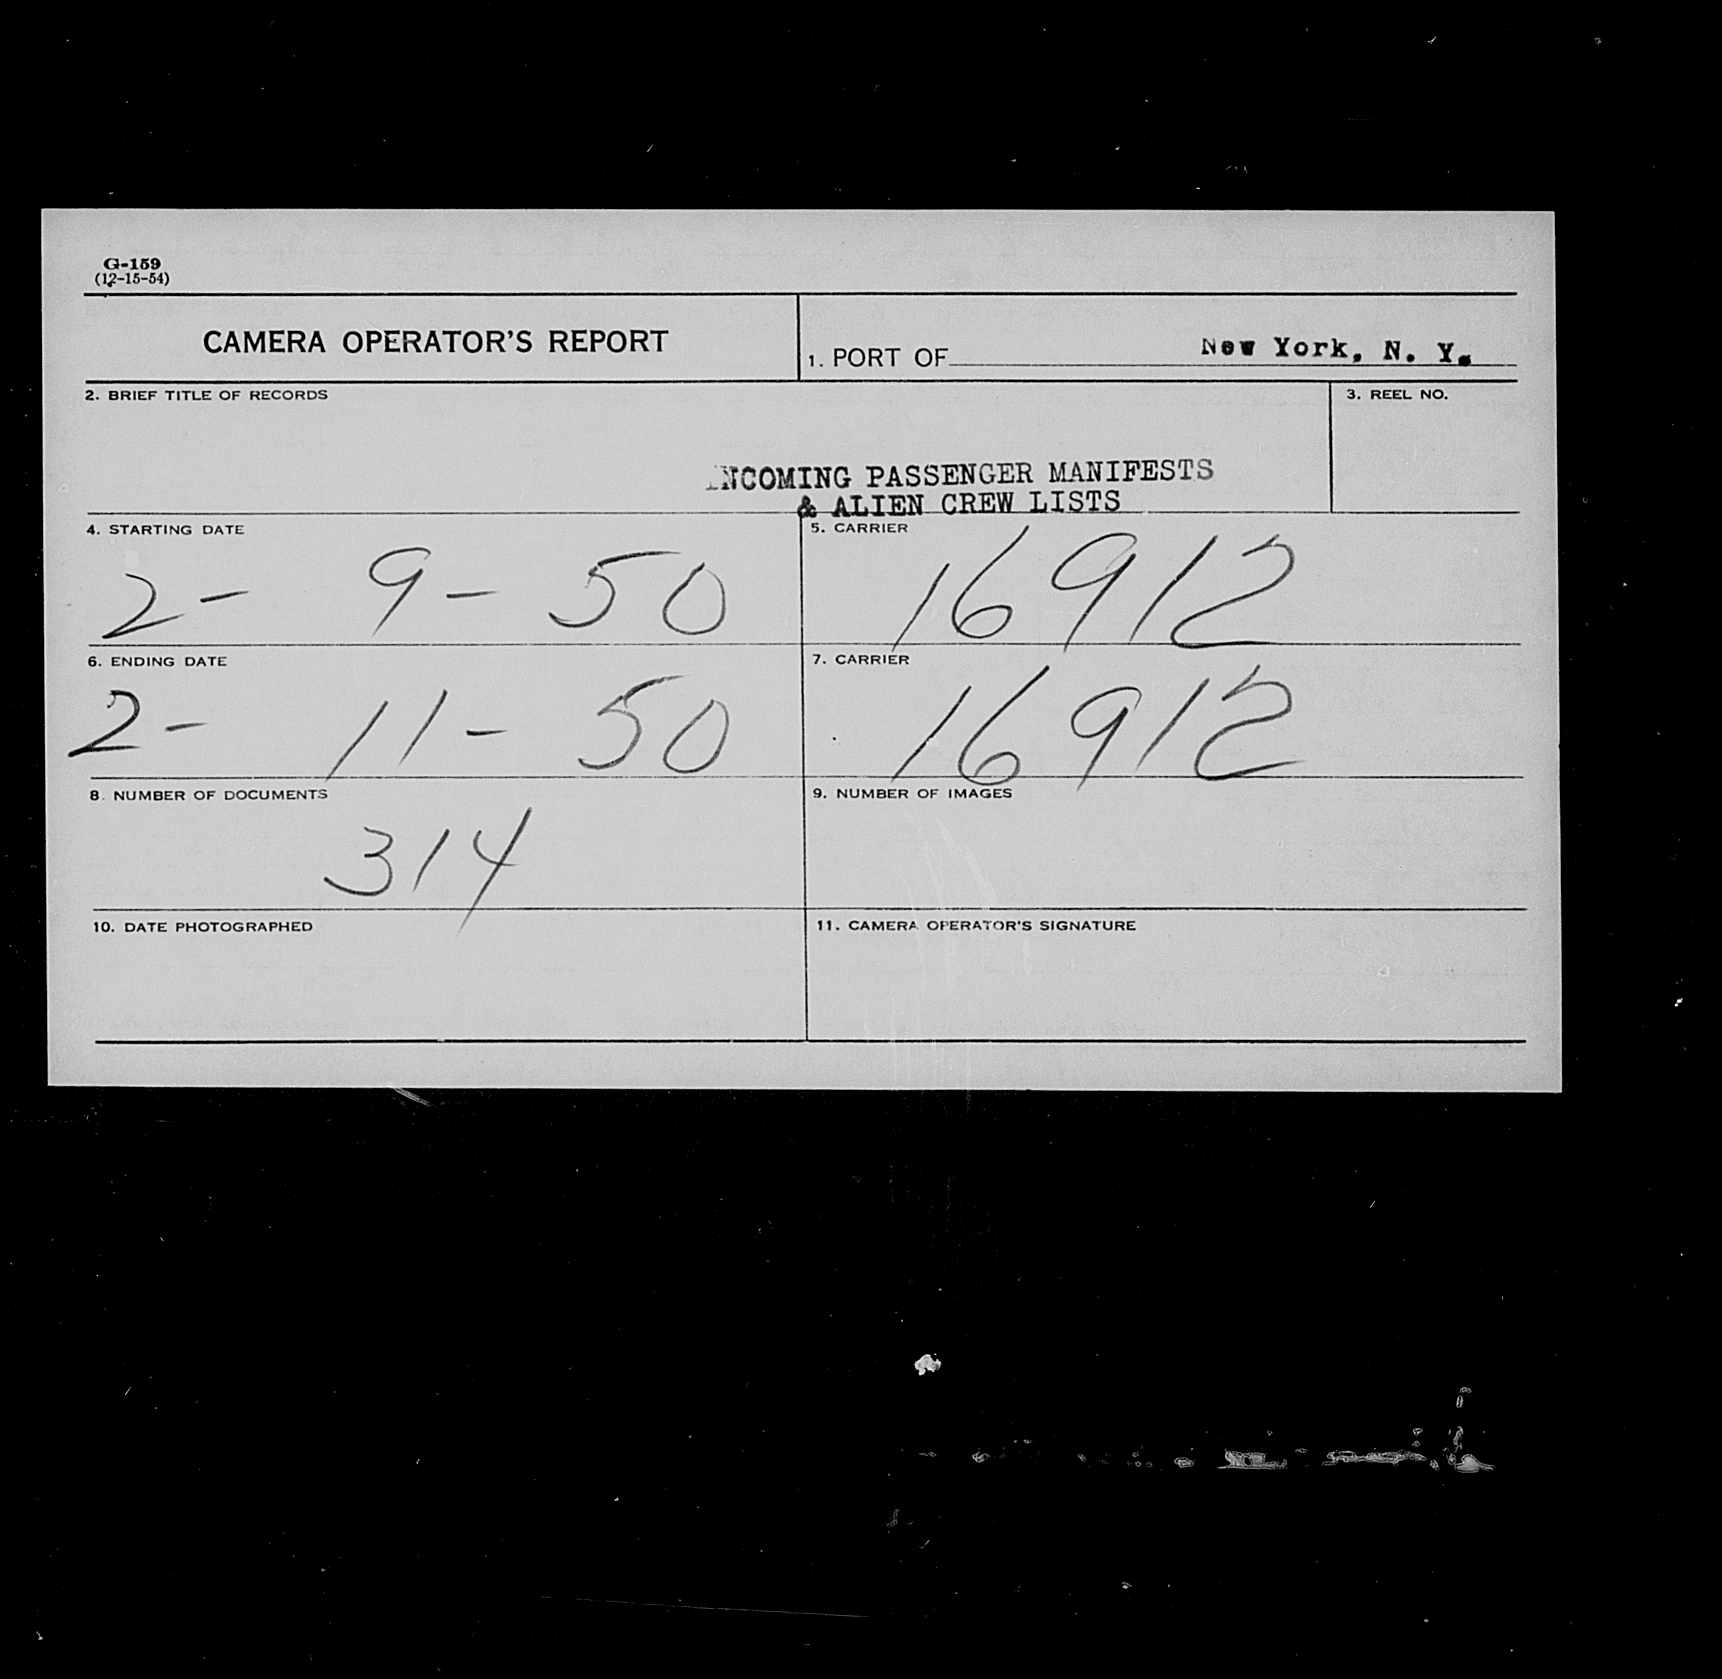 G-159
(12-15-54)
CAMERA OPERATOR'S REPORT
1. PORT OF New York, N. Y.
2. BRIEF TITLE OF RECORDS
3. REEL NO.
INCOMING PASSENGER MANIFESTS
& ALIEN CREW LISTS
4. STARTING DATE
5. CARRIER
2- 9- 50
16912
6. ENDING DATE
7. CARRIER
2- 11- 50
16912
8. NUMBER OF DOCUMENTS
9. NUMBER OF IMAGES
314
10. DATE PHOTOGRAPHED
11. CAMERA OPERATOR'S SIGNATURE